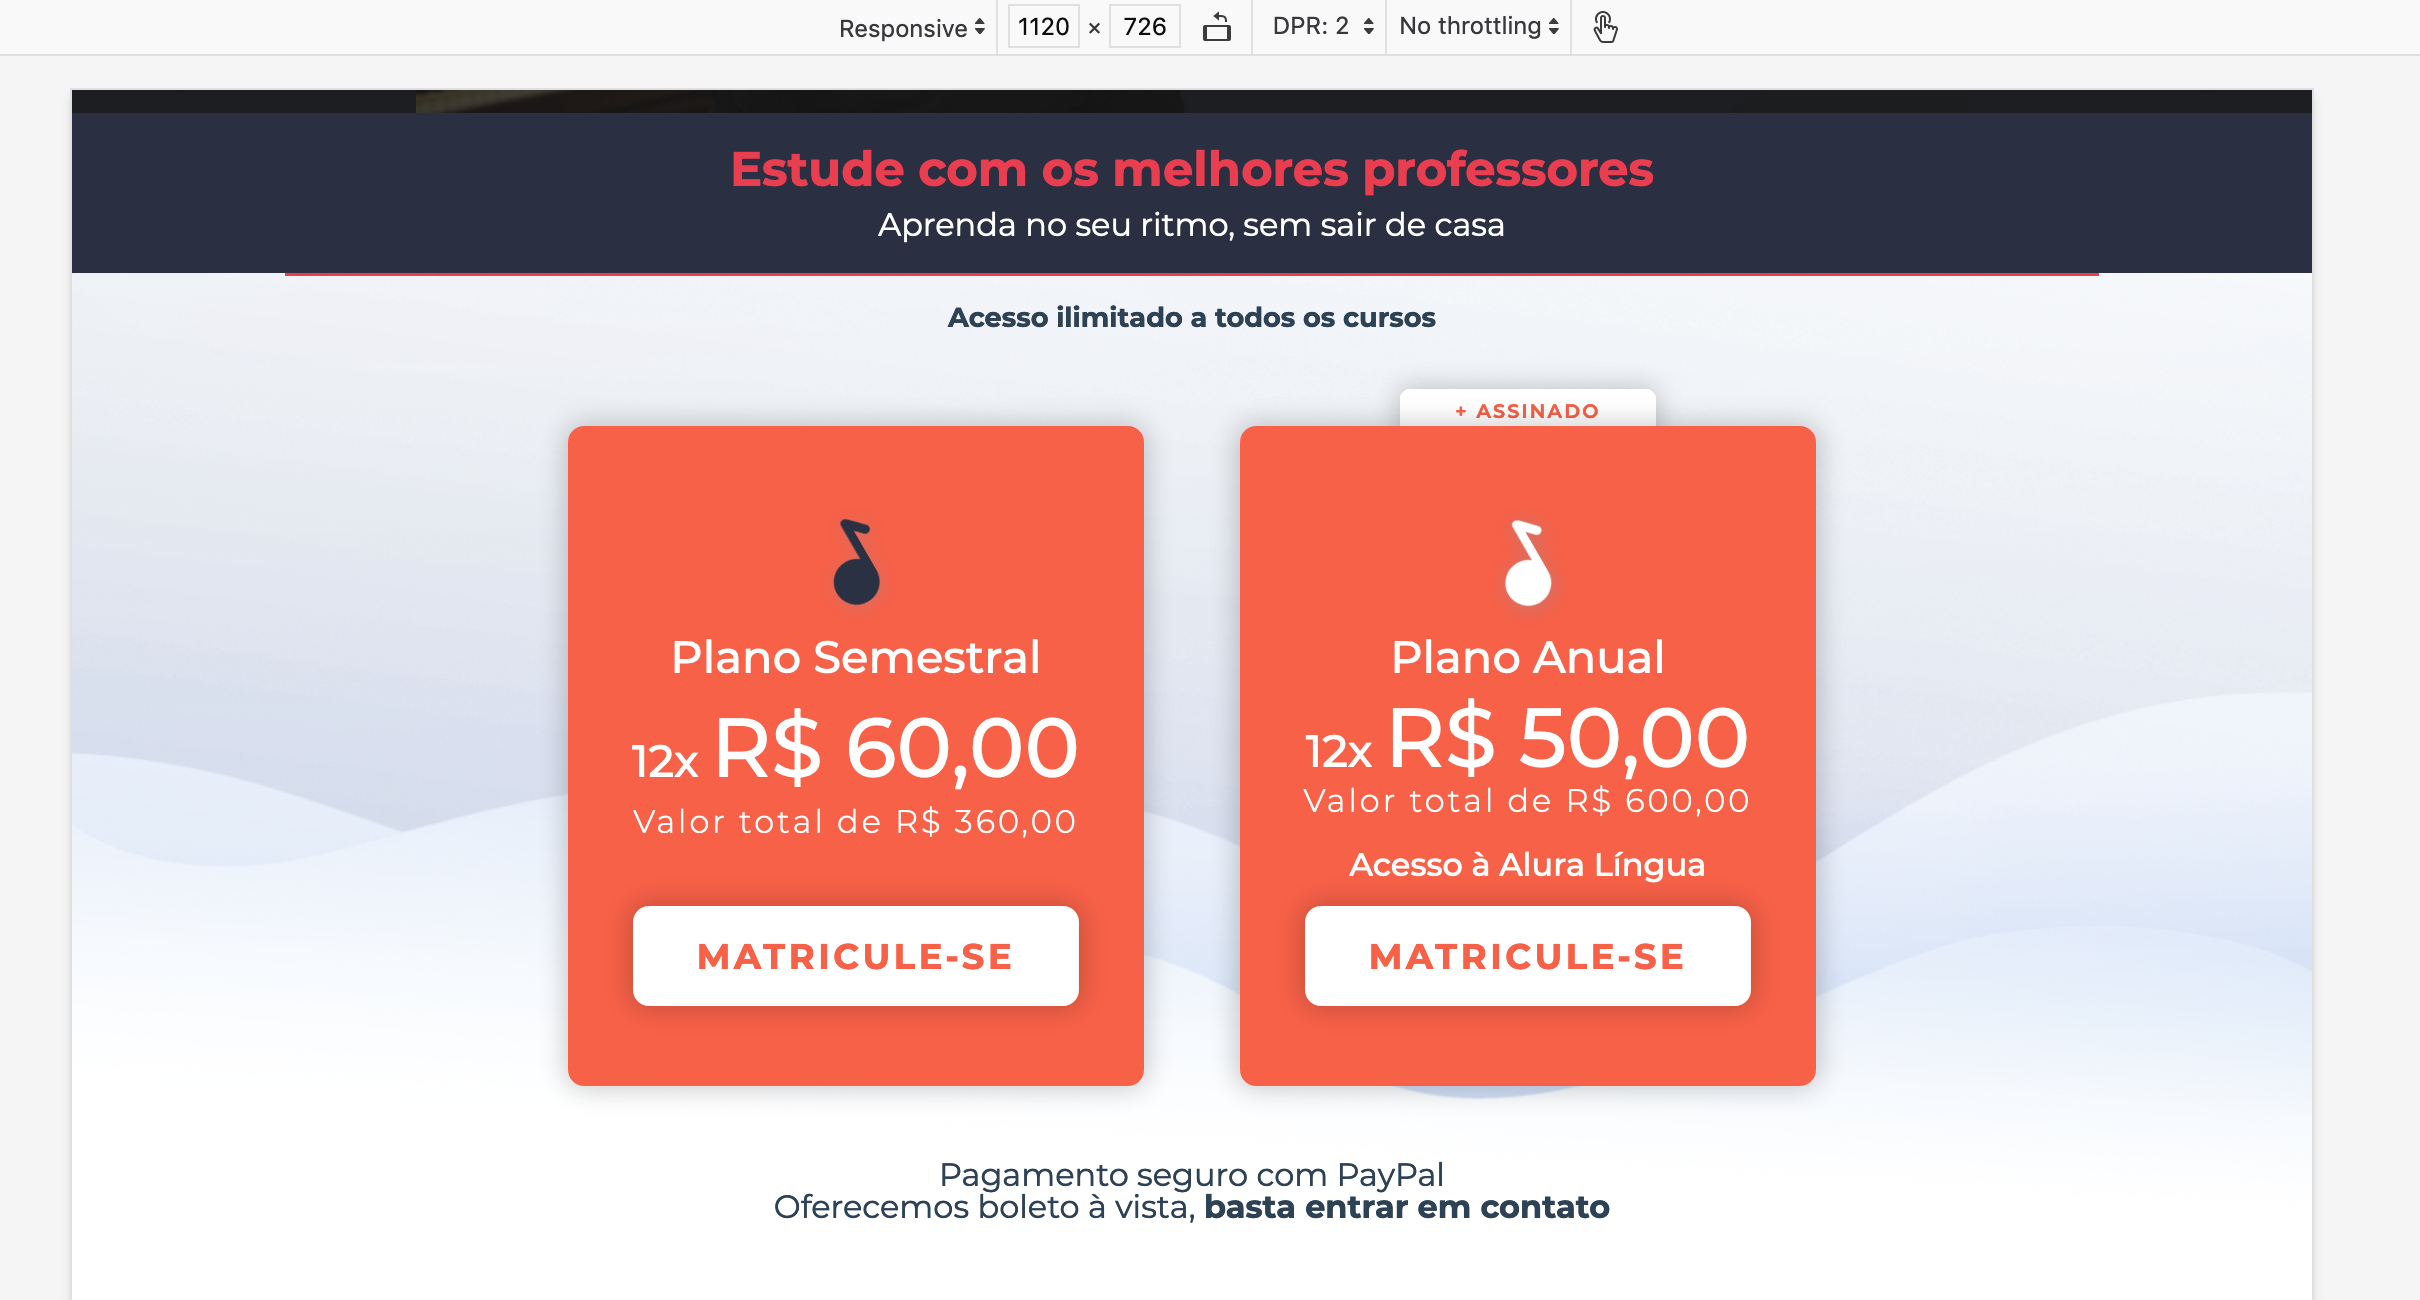 Responsive 1120 × 726 DPR: 2 No throttling
Estude com os melhores professores
Aprenda no seu ritmo, sem sair de casa
Acesso ilimitado a todos os cursos
Plano Semestral
12x R$ 60,00
Valor total de R$ 360,00
MATRICULE-SE
+ ASSINADO
Plano Anual
12x R$ 50,00
Valor total de R$ 600,00
Acesso à Alura Língua
MATRICULE-SE
Pagamento seguro com PayPal
Oferecemos boleto à vista, basta entrar em contato